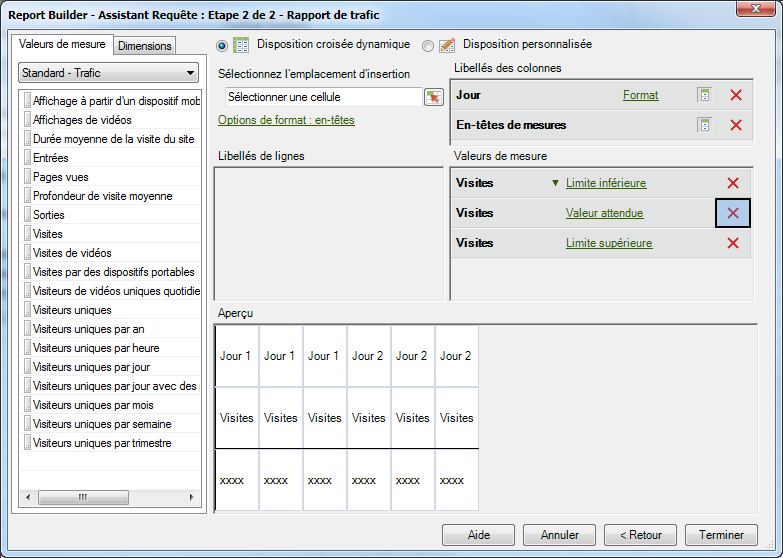 Report Builder - Assistant Requête : Etape 2 de 2 - Rapport de trafic
Valeurs de mesure
Dimensions
Standard - Trafic
Affichage à partir d'un dispositif mob
Affichages de vidéos
Durée moyenne de la visite du site
Entrées
Pages vues
Profondeur de visite moyenne
Sorties
Visites
Visites de vidéos
Visites par des dispositifs portables
Visiteurs de vidéos uniques quotidie
Visiteurs uniques
Visiteurs uniques par an
Visiteurs uniques par heure
Visiteurs uniques par jour
Visiteurs uniques par jour avec des
Visiteurs uniques par mois
Visiteurs uniques par semaine
Visiteurs uniques par trimestre
Disposition croisée dynamique
Disposition personnalisée
Sélectionnez l'emplacement d'insertion
Sélectionner une cellule
Options de format : en-têtes
Libellés des colonnes
Jour Format
En-têtes de mesures
Libellés de lignes
Valeurs de mesure
Visites Limite inférieure
Visites Valeur attendue
Visites Limite supérieure
Aperçu
Jour 1 Jour 1 Jour 1 Jour 2 Jour 2 Jour 2
Visites Visites Visites Visites Visites Visites
xxxx xxxx xxxx xxxx xxxx xxxx
Aide
Annuler
< Retour
Terminer